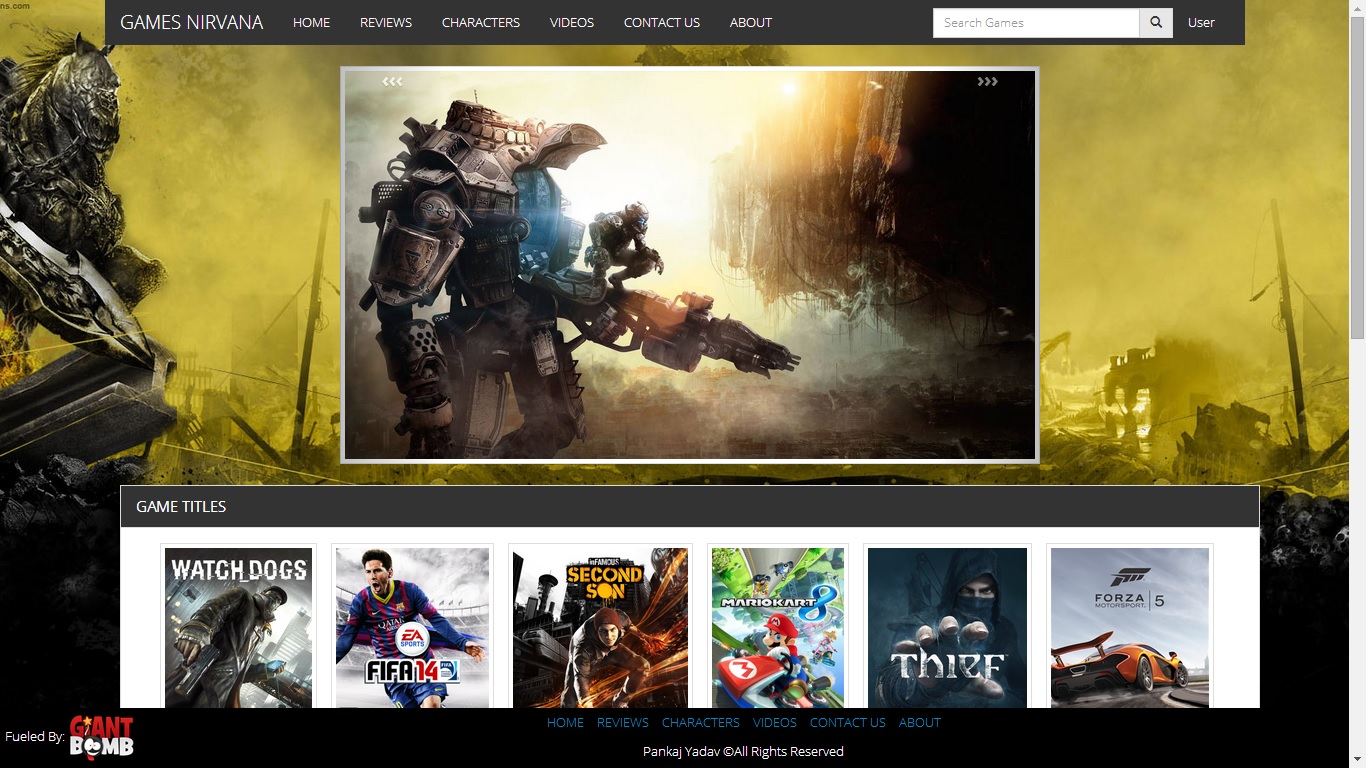 ns.com
GAMES NIRVANA HOME REVIEWS CHARACTERS VIDEOS CONTACT US ABOUT Search Games User
GAME TITLES
WATCH_DOGS
QATAR
EA
SPORTS
FIFA 14
inFAMOUS
SECOND
SON
MARIOKART 8
THIEF
FORZA
MOTORSPORT. 5
HOME REVIEWS CHARACTERS VIDEOS CONTACT US ABOUT
Fueled By: GIANT BOMB
Pankaj Yadav ©All Rights Reserved